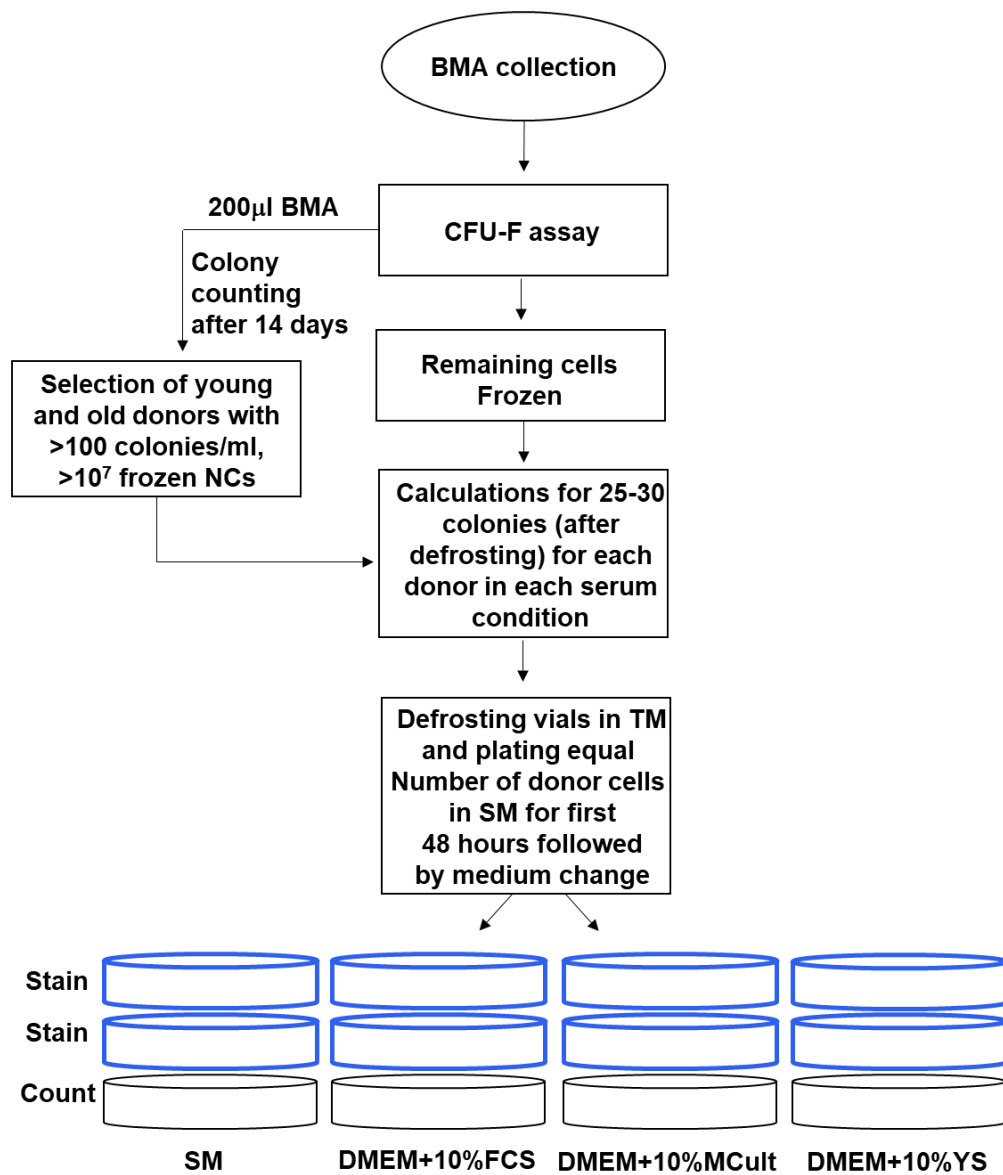 BMA collection
200µl BMA
CFU-F assay
Colony
counting
after 14 days
Remaining cells
Frozen
Selection of young
and old donors with
>100 colonies/ml,
>10⁷ frozen NCs
Calculations for 25-30
colonies (after
defrosting) for each
donor in each serum
condition
Defrosting vials in TM
and plating equal
Number of donor cells
in SM for first
48 hours followed
by medium change
Stain
Stain
Count
SM
DMEM+10%FCS
DMEM+10%MCult
DMEM+10%YS